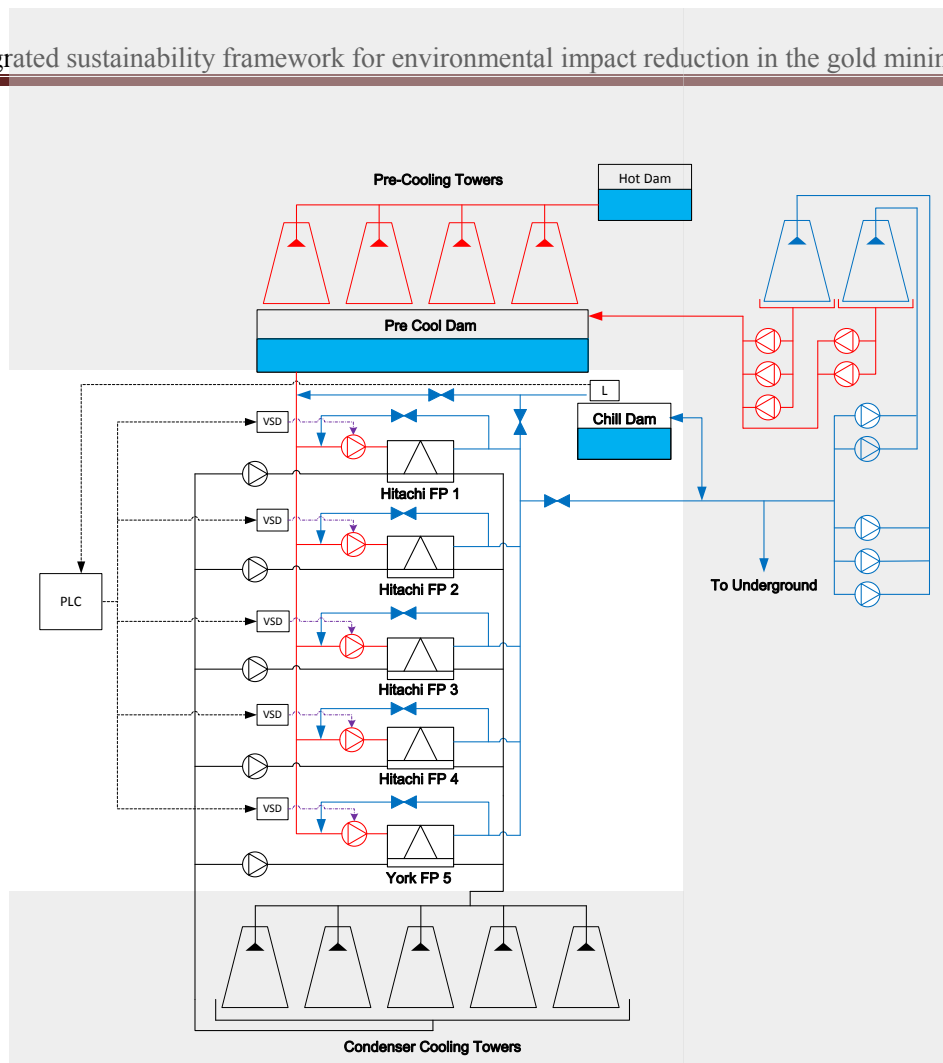 grated sustainability framework for environmental impact reduction in the gold minin
Pre-Cooling Towers
Hot Dam
Pre Cool Dam
L
Chill Dam
VSD
Hitachi FP 1
VSD
Hitachi FP 2
To Underground
PLC
VSD
Hitachi FP 3
VSD
Hitachi FP 4
VSD
York FP 5
Condenser Cooling Towers